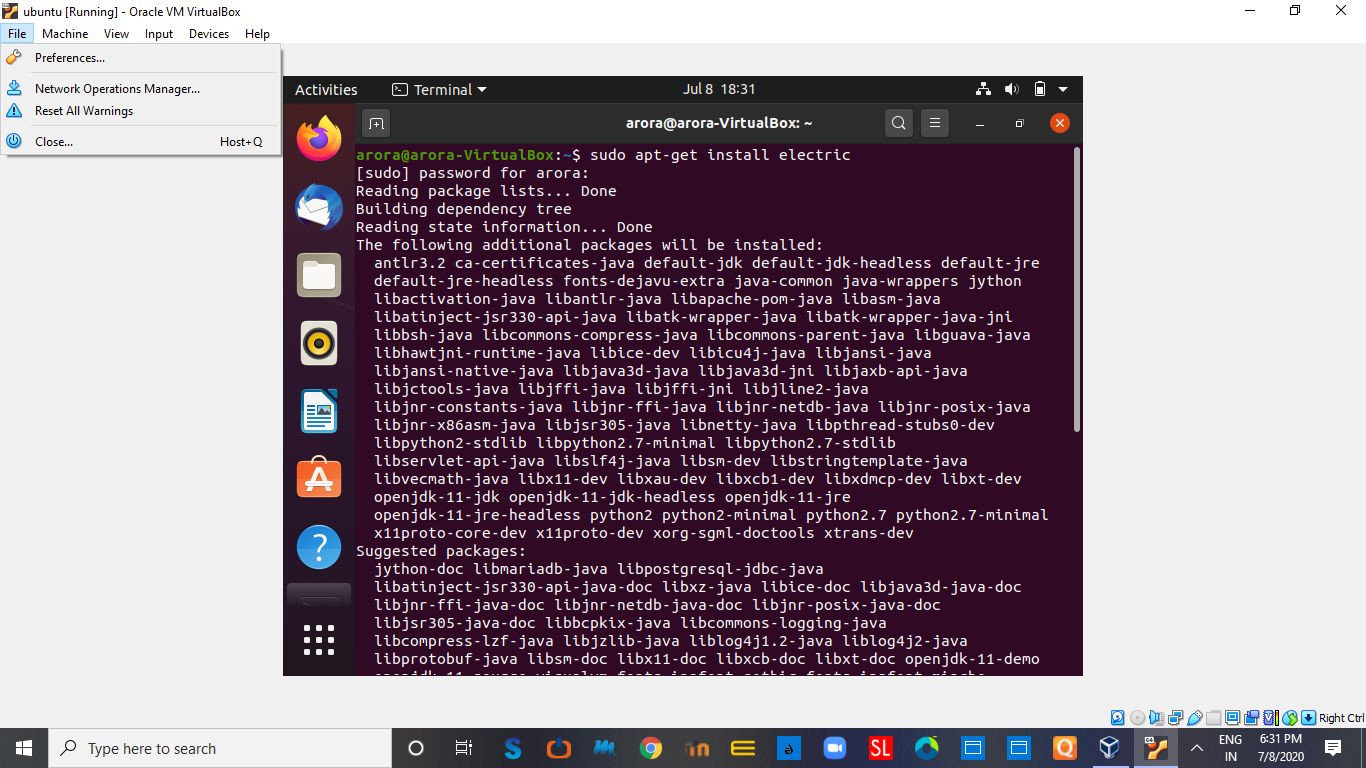 ubuntu [Running] - Oracle VM VirtualBox
File Machine View Input Devices Help
Preferences...
Network Operations Manager...
Reset All Warnings
Close... Host+Q
Activities Terminal Jul 8 18:31
arora@arora-VirtualBox: ~
arora@arora-VirtualBox:~$ sudo apt-get install electric
[sudo] password for arora:
Reading package lists... Done
Building dependency tree
Reading state information... Done
The following additional packages will be installed:
antlr3.2 ca-certificates-java default-jdk default-jdk-headless default-jre
default-jre-headless fonts-dejavu-extra java-common java-wrappers jython
libactivation-java libantlr-java libapache-pom-java libasm-java
libatinject-jsr330-api-java libatk-wrapper-java libatk-wrapper-java-jni
libbsh-java libcommons-compress-java libcommons-parent-java libguava-java
libhawtjni-runtime-java libice-dev libicu4j-java libjansi-java
libjansi-native-java libjava3d-java libjava3d-jni libjaxb-api-java
libjctools-java libjffi-java libjffi-jni libjline2-java
libjnr-constants-java libjnr-ffi-java libjnr-netdb-java libjnr-posix-java
libjnr-x86asm-java libjsr305-java libnetty-java libpthread-stubs0-dev
libpython2-stdlib libpython2.7-minimal libpython2.7-stdlib
libservlet-api-java libslf4j-java libsm-dev libstringtemplate-java
libvecmath-java libx11-dev libxau-dev libxcb1-dev libxdmcp-dev libxt-dev
openjdk-11-jdk openjdk-11-jdk-headless openjdk-11-jre
openjdk-11-jre-headless python2 python2-minimal python2.7 python2.7-minimal
x11proto-core-dev x11proto-dev xorg-sgml-doctools xtrans-dev
Suggested packages:
jython-doc libmariadb-java libpostgresql-jdbc-java
libatinject-jsr330-api-java-doc libxz-java libice-doc libjava3d-java-doc
libjnr-ffi-java-doc libjnr-netdb-java-doc libjnr-posix-java-doc
libjsr305-java-doc libbcpkix-java libcommons-logging-java
libcompress-lzf-java libjzlib-java liblog4j1.2-java liblog4j2-java
libprotobuf-java libsm-doc libx11-doc libxcb-doc libxt-doc openjdk-11-demo
Right Ctrl
Type here to search
SL
ENG
IN
6:31 PM
7/8/2020